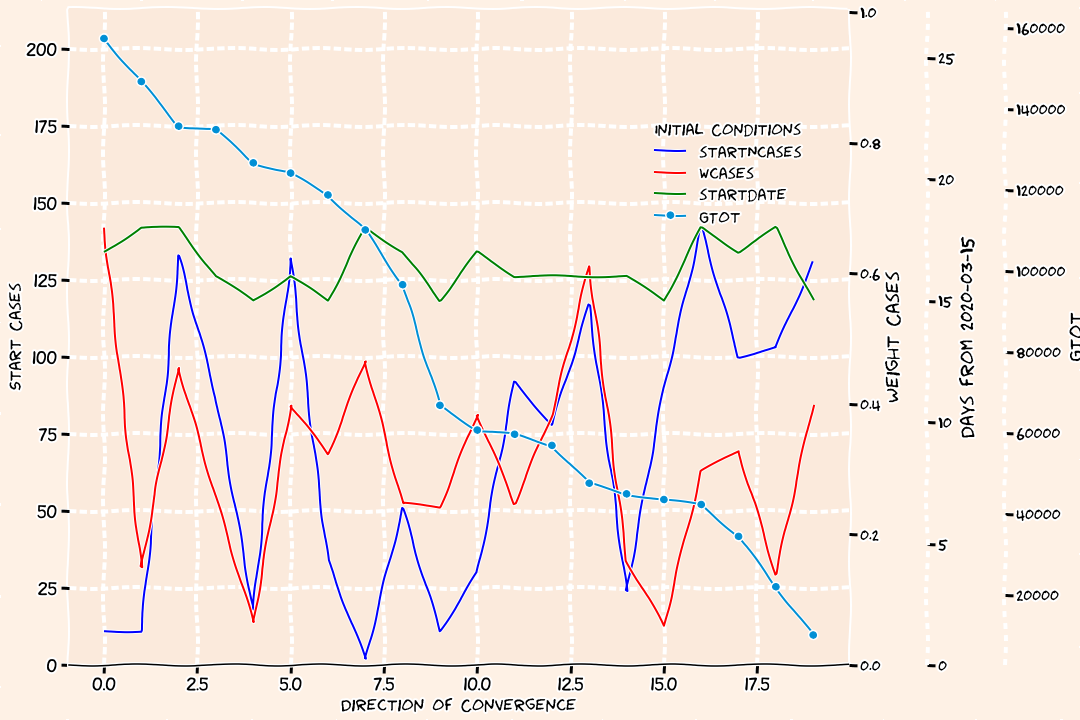 START CASES
200
175
150
125
100
75
50
25
0
0.0 2.5 5.0 7.5 10.0 12.5 15.0 17.5
DIRECTION OF CONVERGENCE
INITIAL CONDITIONS
STARTNCASES
WCASES
STARTDATE
GTOT
1.0
0.8
0.6
0.4
0.2
0.0
WEIGHT CASES
25
20
15
10
5
0
DAYS FROM 2020-03-15
160000
140000
120000
100000
80000
60000
40000
20000
GTOT